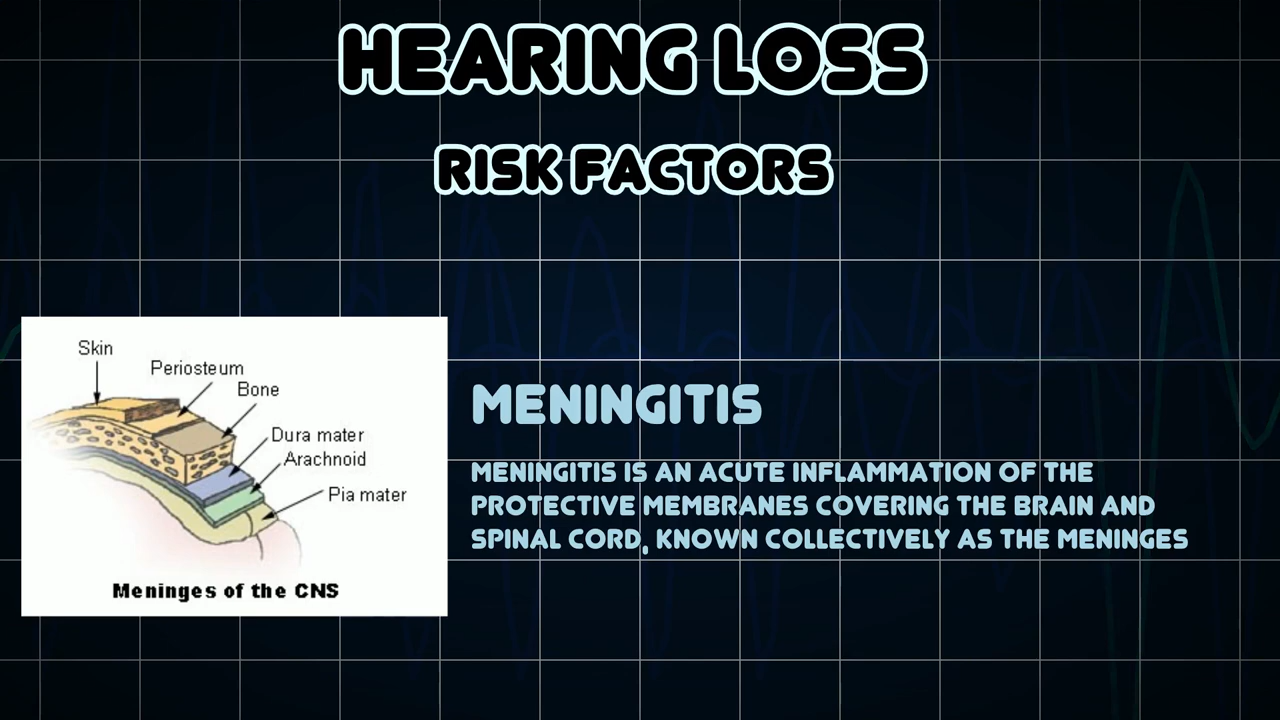 HEARING LOSS
RISK FACTORS
Skin
Periosteum
Bone
Dura mater
Arachnoid
Pia mater
Meninges of the CNS
MENINGITIS
MENINGITIS IS AN ACUTE INFLAMMATION OF THE
PROTECTIVE MEMBRANES COVERING THE BRAIN AND
SPINAL CORD, KNOWN COLLECTIVELY AS THE MENINGES